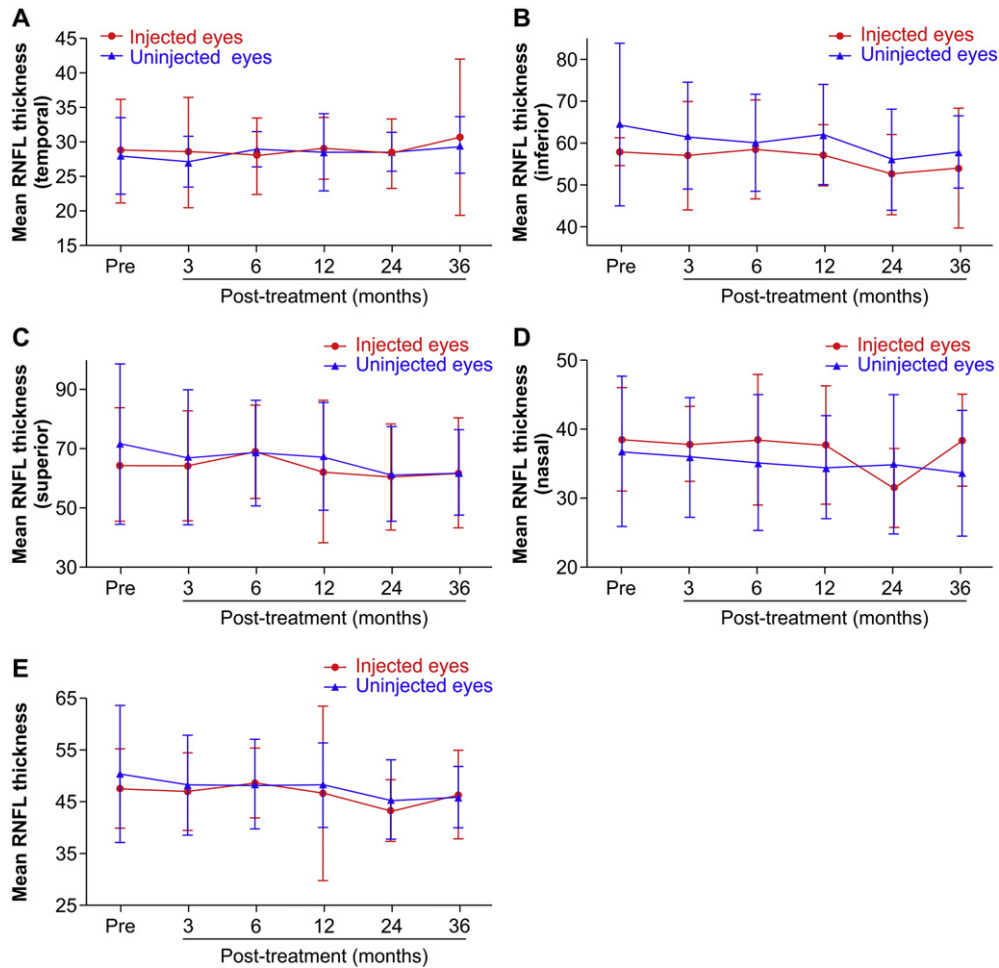 A
Injected eyes
Uninjected eyes
Mean RNFL thickness
(temporal)
45
40
35
30
25
20
15
Pre 3 6 12 24 36
Post-treatment (months)
B
Injected eyes
Uninjected eyes
Mean RNFL thickness
(inferior)
80
70
60
50
40
Pre 3 6 12 24 36
Post-treatment (months)
C
Injected eyes
Uninjected eyes
Mean RNFL thickness
(superior)
90
70
50
30
Pre 3 6 12 24 36
Post-treatment (months)
D
Injected eyes
Uninjected eyes
Mean RNFL thickness
(nasal)
50
40
30
20
Pre 3 6 12 24 36
Post-treatment (months)
E
Injected eyes
Uninjected eyes
Mean RNFL thickness
65
55
45
35
25
Pre 3 6 12 24 36
Post-treatment (months)